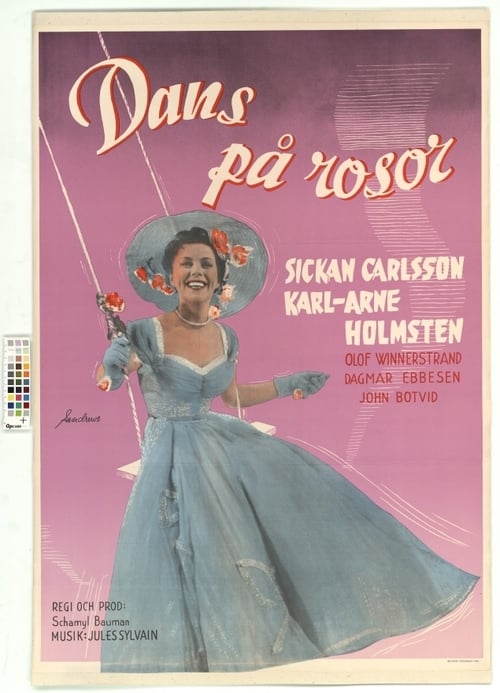 Dans
på rosor
SICKAN CARLSSON
KARL-ARNE
HOLMSTEN
OLOF WINNERSTRAND
DAGMAR EBBESEN
JOHN BOTVID
Sandrews
REGI OCH PROD:
Schamyl Bauman
MUSIK: JULES SYLVAIN